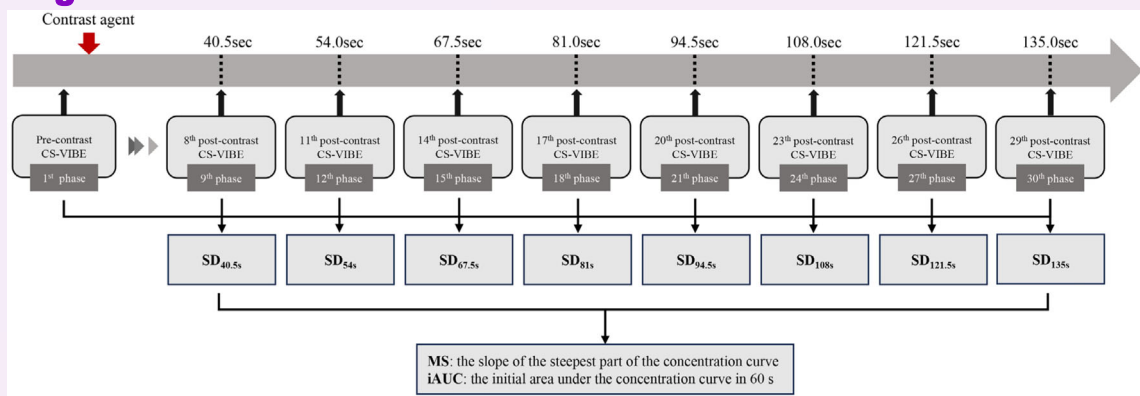 Contrast agent
40.5sec 54.0sec 67.5sec 81.0sec 94.5sec 108.0sec 121.5sec 135.0sec
Pre-contrast
CS-VIBE
1st phase
8th post-contrast
CS-VIBE
9th phase
11th post-contrast
CS-VIBE
12th phase
14th post-contrast
CS-VIBE
15th phase
17th post-contrast
CS-VIBE
18th phase
20th post-contrast
CS-VIBE
21th phase
23th post-contrast
CS-VIBE
24th phase
26th post-contrast
CS-VIBE
27th phase
29th post-contrast
CS-VIBE
30th phase
SD40.5s SD54s SD67.5s SD81s SD94.5s SD108s SD121.5s SD135s
MS: the slope of the steepest part of the concentration curve
iAUC: the initial area under the concentration curve in 60 s